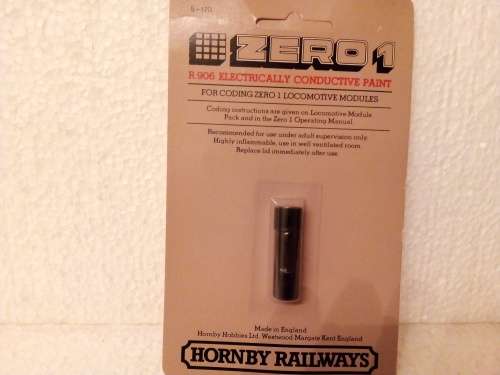 ZERO 1
R.906 ELECTRICALLY CONDUCTIVE PAINT
FOR CODING ZERO 1 LOCOMOTIVE MODULES
Coding instructions are given on Locomotive Module
Pack and in the Zero 1 Operating Manual.
Recommended for use under adult supervision only.
Highly inflammable, use in well ventilated room.
Replace lid immediately after use.
Made in England
Hornby Hobbies Ltd. Westwood Margate Kent England
HORNBY RAILWAYS